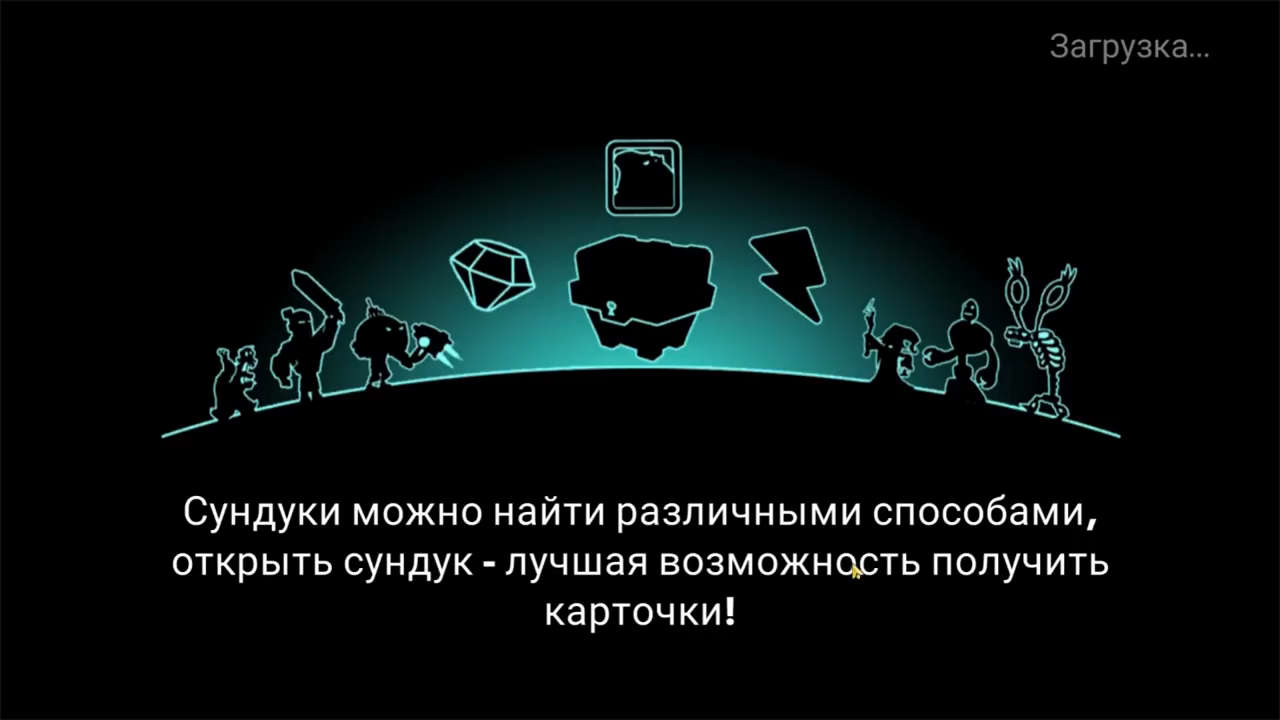 Загрузка...
Сундуки можно найти различными способами,
открыть сундук - лучшая возможность получить
карточки!